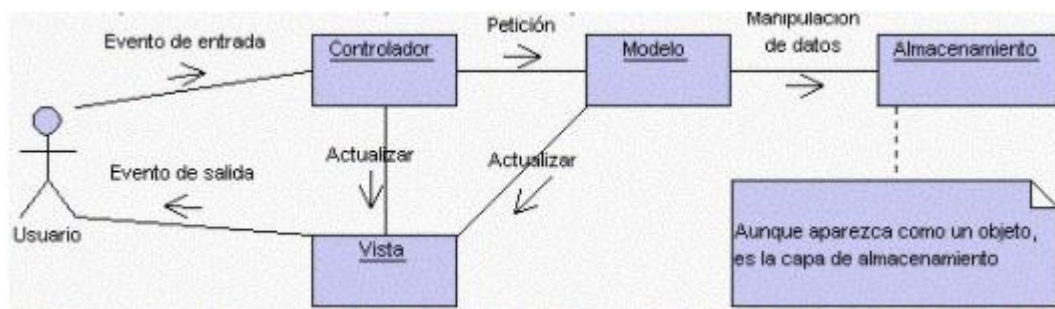 Evento de entrada
Controlador
Petición
Modelo
Manipulacion
de datos
Almacenamiento
Actualizar
Actualizar
Evento de salida
Usuario
Vista
Aunque aparezca como un objeto,
es la capa de almacenamiento